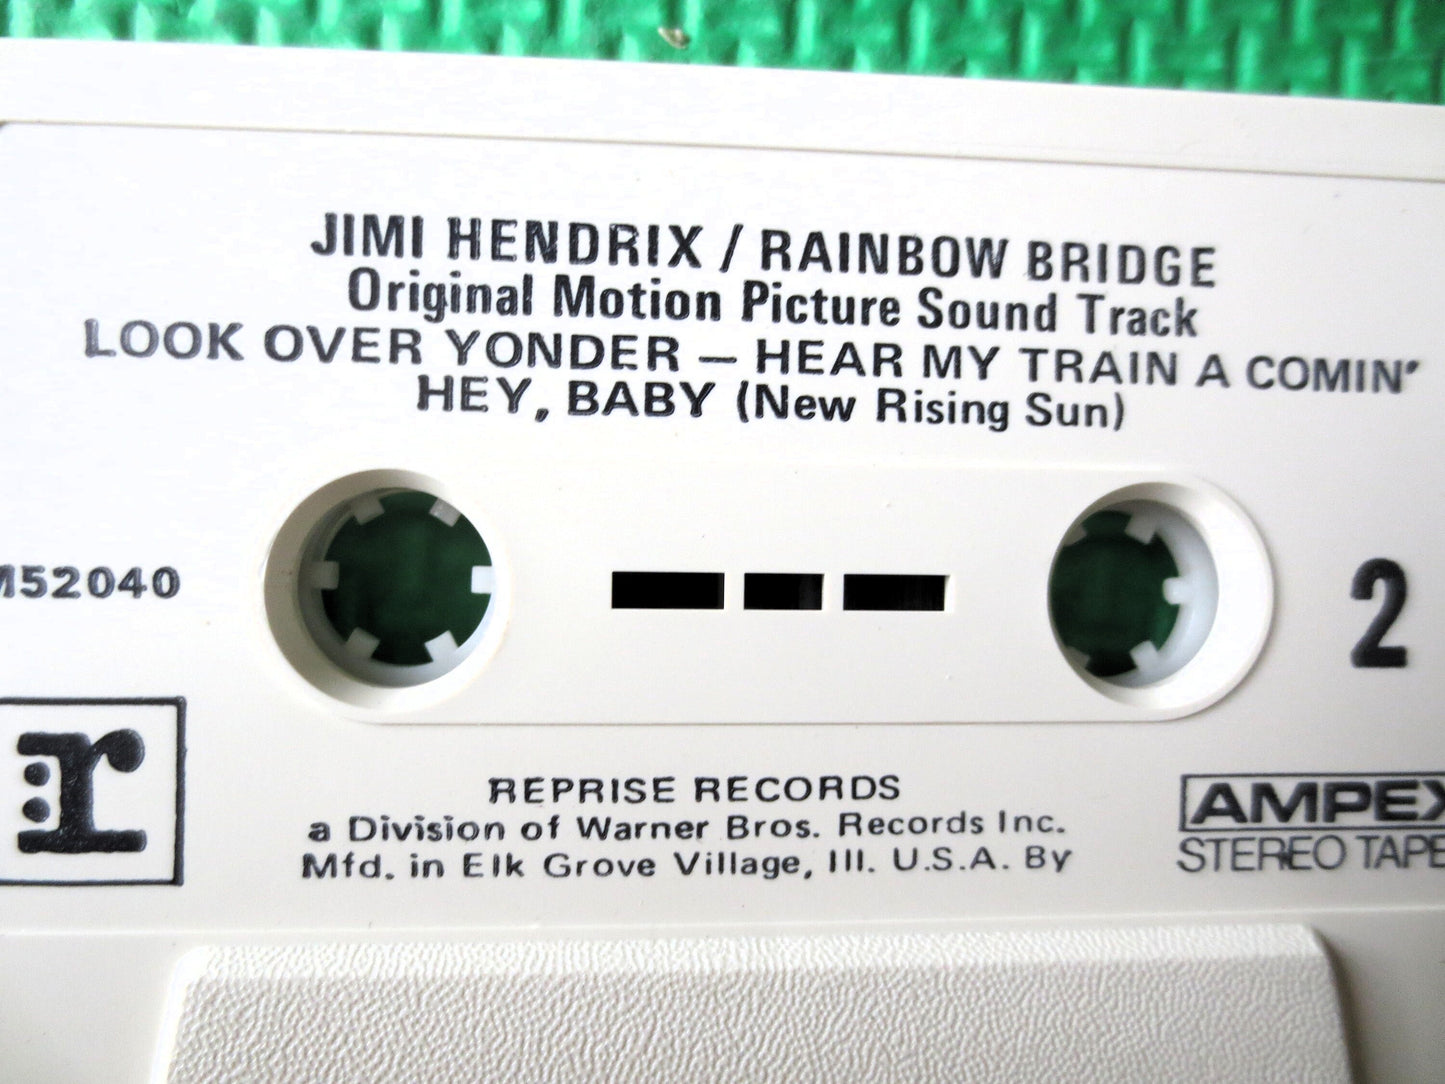 JIMI HENDRIX / RAINBOW BRIDGE
Original Motion Picture Sound Track
LOOK OVER YONDER — HEAR MY TRAIN A COMIN'
HEY, BABY (New Rising Sun)
M52040
2
r
REPRISE RECORDS
a Division of Warner Bros. Records Inc.
Mfd. in Elk Grove Village, Ill. U.S.A. By
AMPEX
STEREO TAPE